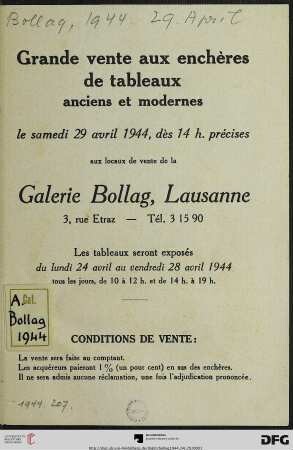 Bollag, 1944 29. April
Grande vente aux enchères
de tableaux
anciens et modernes
le samedi 29 avril 1944, dès 14 h. précises
aux locaux de vente de la
Galerie Bollag, Lausanne
3, rue Etraz — Tél. 3 15 90
Les tableaux seront exposés
du lundi 24 avril au vendredi 28 avril 1944
tous les jours, de 10 à 12 h. et de 14 h. à 19 h.
A Cat.
Bollag
1944
CONDITIONS DE VENTE:
La vente sera faite au comptant.
Les acquéreurs paieront 1% (un pour cent) en sus des enchères.
Il ne sera admis aucune réclamation, une fois l'adjudication prononcée.
1944. 207.
DFG